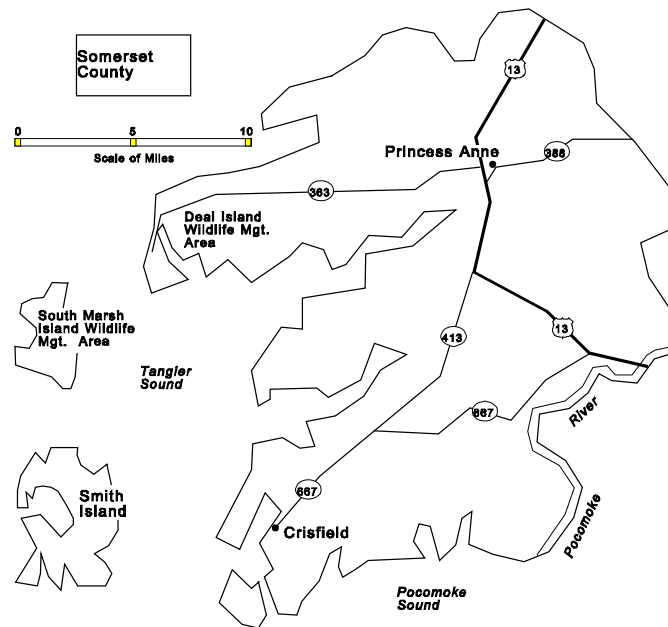 Somerset
County
13
0 5 10
Scale of Miles
Princess Anne
388
363
Deal Island
Wildlife Mgt.
Area
South Marsh
Island Wildlife
Mgt. Area
13
413
Tangier
Sound
667
River
Smith
Island
667
Pocomoke
Crisfield
Pocomoke
Sound